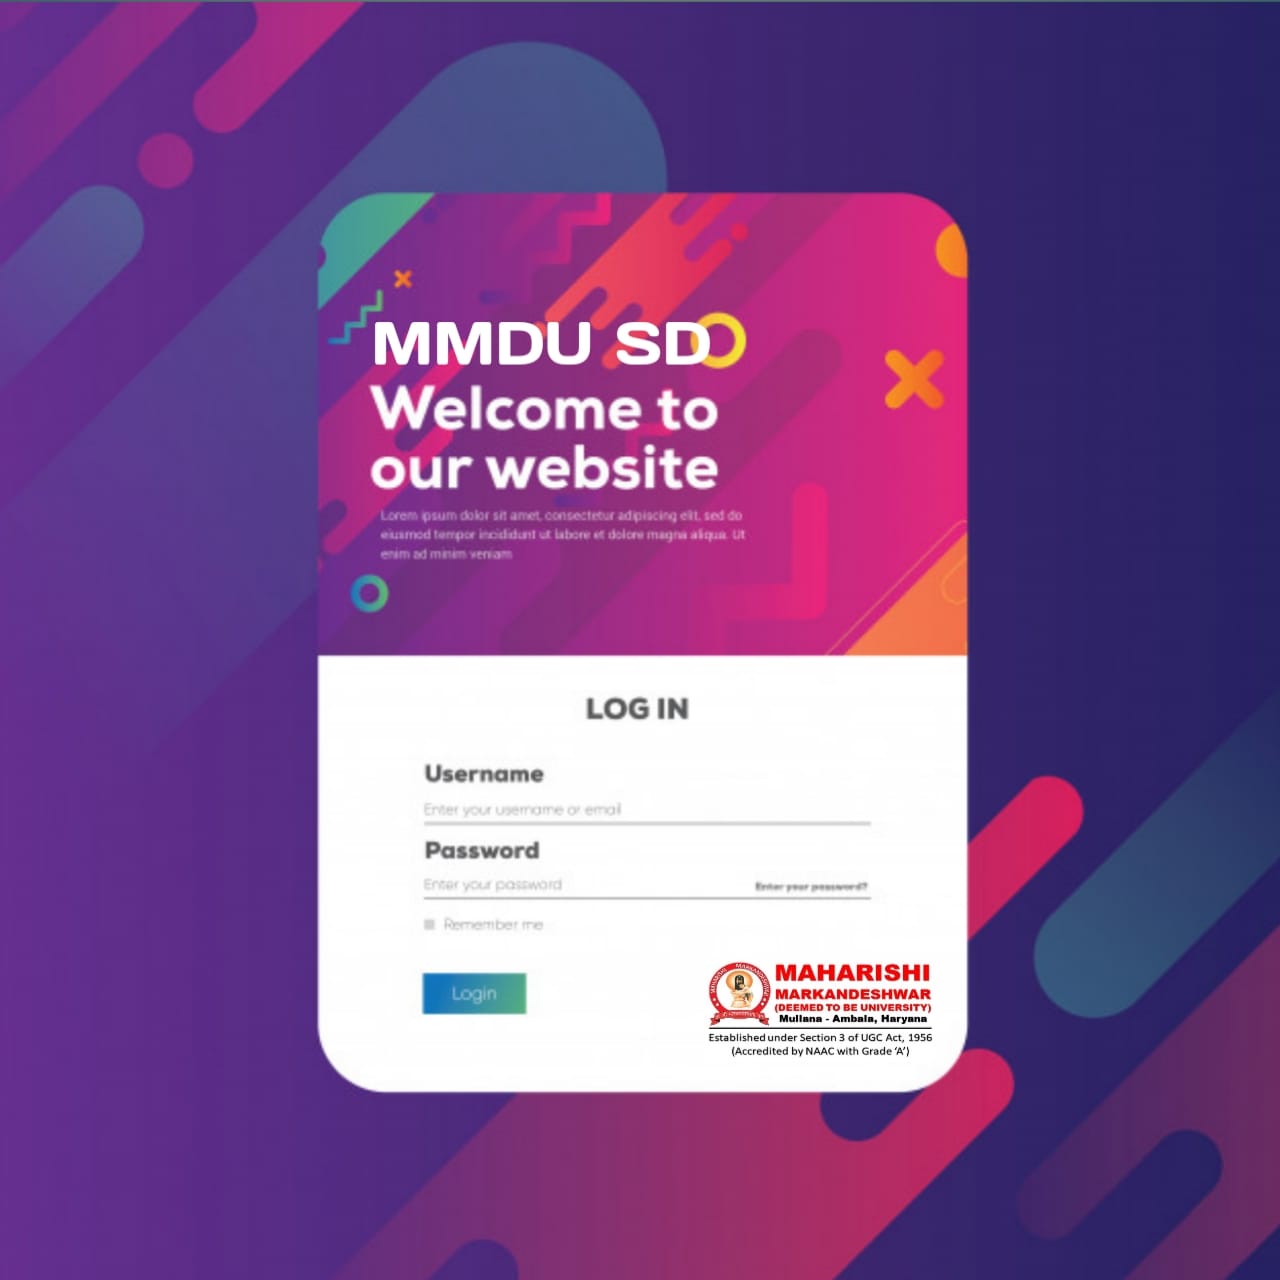 MMDU SD
Welcome to
our website
Lorem ipsum dolor sit amet, consectetur adipiscing elit, sed do
eiusmod tempor incididunt ut labore et dolore magna aliqua. Ut
enim ad minim veniam
LOG IN
Username
Enter your username or email
Password
Enter your password
Enter your password?
Remember me
Login
MAHARISHI
MARKANDESHWAR
(DEEMED TO BE UNIVERSITY)
Mullana - Ambala, Haryana
Established under Section 3 of UGC Act, 1956
(Accredited by NAAC with Grade ‘A’)